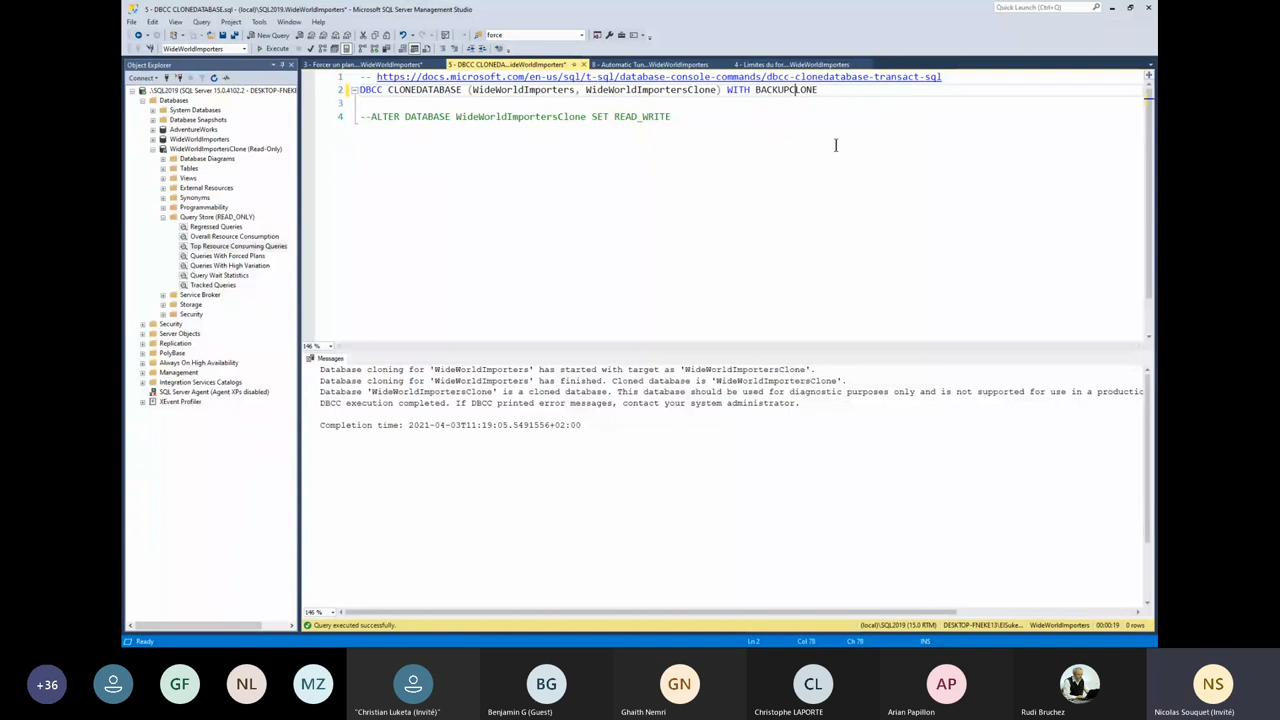 5 - DBCC CLONEDATABASE.sql - (local)\SQL2019.WideWorldImporters* - Microsoft SQL Server Management Studio
Quick Launch (Ctrl+Q)
File Edit View Query Project Tools Window Help
New Query
force
WideWorldImporters
Execute
Object Explorer
3 - Forcer un plan....WideWorldImporters*
5 - DBCC CLONEDA...ideWorldImporters*
8 - Automatic Tun...WideWorldImporters
4 - Limites du for....WideWorldImporters
Connect
.\SQL2019 (SQL Server 15.0.4102.2 - DESKTOP-FNEKE
Databases
System Databases
Database Snapshots
AdventureWorks
WideWorldImporters
WideWorldImportersClone (Read-Only)
Database Diagrams
Tables
Views
External Resources
Synonyms
Programmability
Query Store (READ_ONLY)
Regressed Queries
Overall Resource Consumption
Top Resource Consuming Queries
Queries With Forced Plans
Queries With High Variation
Query Wait Statistics
Tracked Queries
Service Broker
Storage
Security
Security
Server Objects
Replication
PolyBase
Always On High Availability
Management
Integration Services Catalogs
SQL Server Agent (Agent XPs disabled)
XEvent Profiler
1 -- https://docs.microsoft.com/en-us/sql/t-sql/database-console-commands/dbcc-clonedatabase-transact-sql
2 DBCC CLONEDATABASE (WideWorldImporters, WideWorldImportersClone) WITH BACKUPCLONE
3
4 --ALTER DATABASE WideWorldImportersClone SET READ_WRITE
146 %
Messages
Database cloning for 'WideWorldImporters' has started with target as 'WideWorldImportersClone'.
Database cloning for 'WideWorldImporters' has finished. Cloned database is 'WideWorldImportersClone'.
Database 'WideWorldImportersClone' is a cloned database. This database should be used for diagnostic purposes only and is not supported for use in a productic
DBCC execution completed. If DBCC printed error messages, contact your system administrator.
Completion time: 2021-04-03T11:19:05.5491556+02:00
146 %
Query executed successfully.
(local)\SQL2019 (15.0 RTM) DESKTOP-FNEKE13\ElSuke... WideWorldImporters 00:00:19 0 rows
Ready
Ln 2 Col 78 Ch 78 INS
+36
GF
NL
MZ
"Christian Luketa (Invité)"
BG
Benjamin G (Guest)
GN
Ghaith Nemri
CL
Christophe LAPORTE
AP
Arian Papillon
Rudi Bruchez
NS
Nicolas Souquet (Invité)